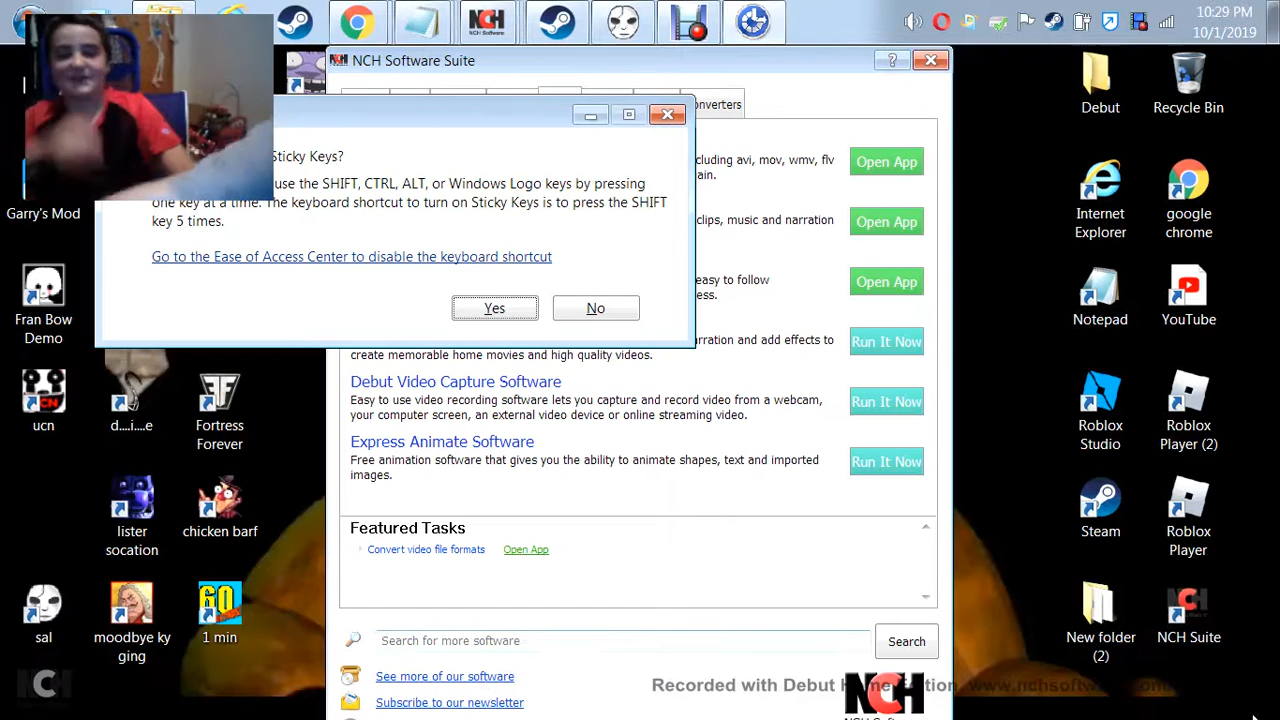 10:29 PM
10/1/2019
NCH
NCH Software Suite
onverters
Sticky Keys?
use the SHIFT, CTRL, ALT, or Windows Logo keys by pressing
one key at a time. The keyboard shortcut to turn on Sticky Keys is to press the SHIFT
key 5 times.
Go to the Ease of Access Center to disable the keyboard shortcut
Yes
No
cluding avi, mov, wmv, flv
ain.
Open App
clips, music and narration
Open App
easy to follow
ess.
Open App
arration and add effects to
create memorable home movies and high quality videos.
Run It Now
Debut Video Capture Software
Easy to use video recording software lets you capture and record video from a webcam,
your computer screen, an external video device or online streaming video.
Run It Now
Express Animate Software
Free animation software that gives you the ability to animate shapes, text and imported
images.
Run It Now
Featured Tasks
Convert video file formats
Open App
Search for more software
Search
See more of our software
Subscribe to our newsletter
NCH
Garry's Mod
Fran Bow
Demo
ucn
d....i....e
Fortress
Forever
lister
socation
chicken barf
sal
moodbye ky
ging
60
1 min
NCH
Debut
Recycle Bin
Internet
Explorer
google
chrome
Notepad
YouTube
Roblox
Studio
Roblox
Player (2)
Steam
Roblox
Player
New folder
(2)
NCH Suite
Recorded with Debut Home Edition. www.nchsoftware.com